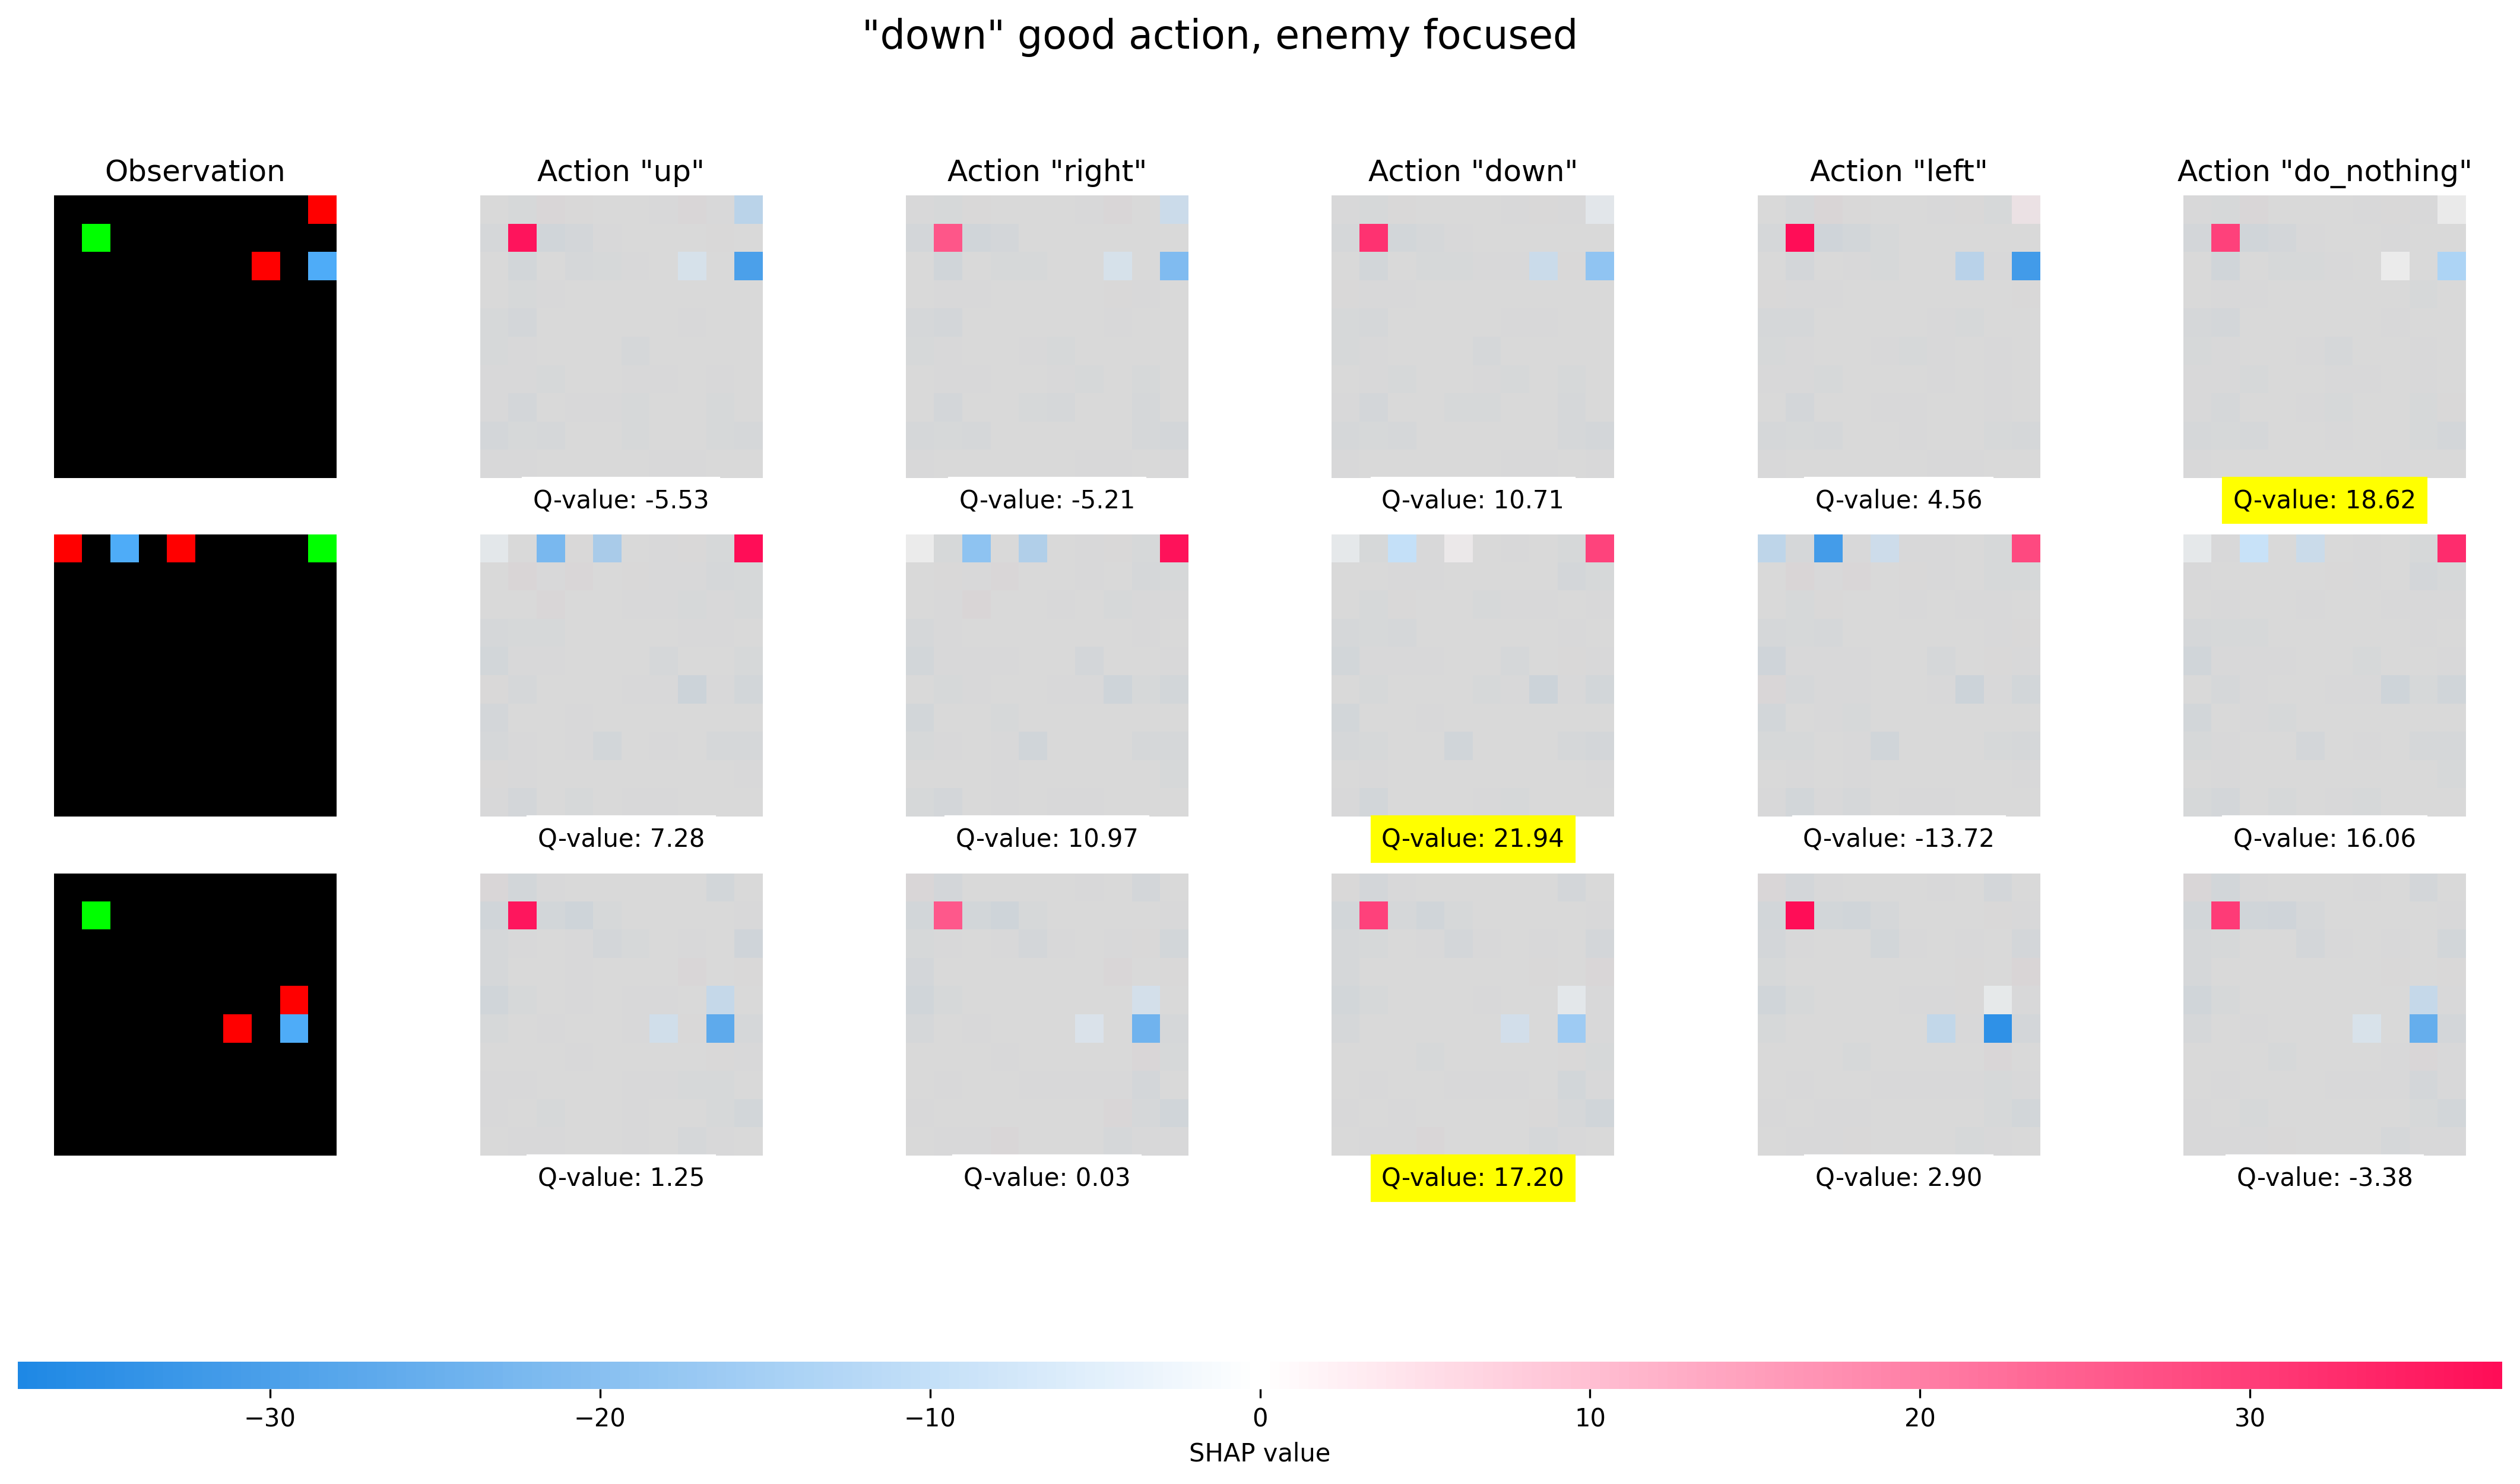 "down" good action, enemy focused
Observation
Action "up"
Action "right"
Action "down"
Action "left"
Action "do_nothing"
Q-value: -5.53
Q-value: -5.21
Q-value: 10.71
Q-value: 4.56
Q-value: 18.62
Q-value: 7.28
Q-value: 10.97
Q-value: 21.94
Q-value: -13.72
Q-value: 16.06
Q-value: 1.25
Q-value: 0.03
Q-value: 17.20
Q-value: 2.90
Q-value: -3.38
−30
−20
−10
0
10
20
30
SHAP value